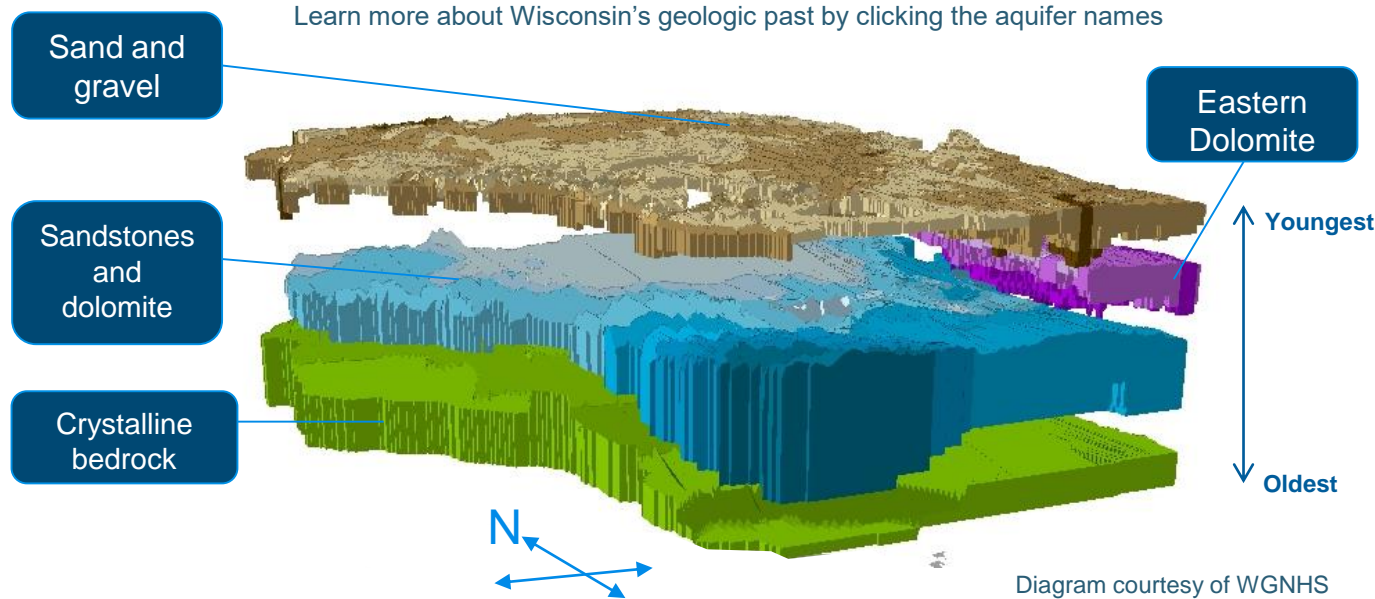 Learn more about Wisconsin’s geologic past by clicking the aquifer names
Sand and
gravel
Eastern
Dolomite
Sandstones
and
dolomite
Youngest
Crystalline
bedrock
Oldest
N
Diagram courtesy of WGNHS